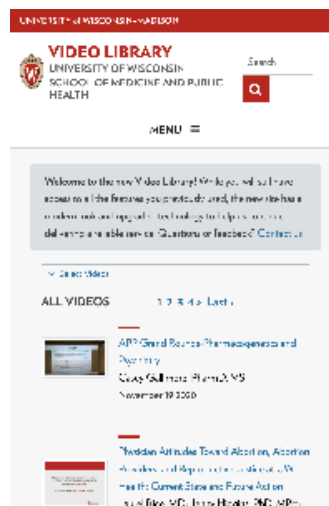 UNIVERSITY of WISCONSIN–MADISON
VIDEO LIBRARY
UNIVERSITY OF WISCONSIN
SCHOOL OF MEDICINE AND PUBLIC
HEALTH
Search
MENU
Welcome to the new Video Library! While you will still have
access to all the features you previously used, the new site has a
modern look and upgraded technology to help us continue
delivering a reliable service. Questions or feedback? Contact us
Select Videos
ALL VIDEOS
1 2 3 4 » Last ›
APP Grand Rounds-Pharmacogenetics and
Psychiatry
Casey Gallimore, PharmD, MS
November 19 2020
Physician Attitudes Toward Abortion, Abortion
Providers and Reproductive Justice at UW
Health: Current State and Future Action